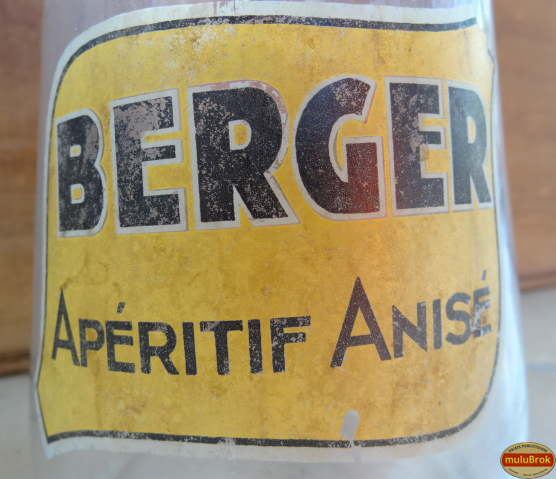 BERGER
APÉRITIF ANISÉ
muluBrok